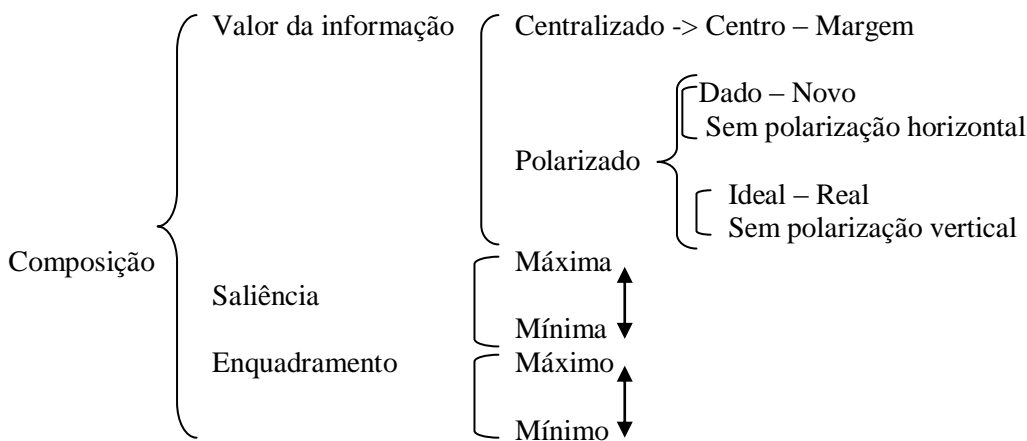 Valor da informação
Centralizado -> Centro – Margem
Dado – Novo
Sem polarização horizontal
Polarizado
Ideal – Real
Sem polarização vertical
Composição
Máxima
Saliência
Mínima
Enquadramento
Máximo
Mínimo